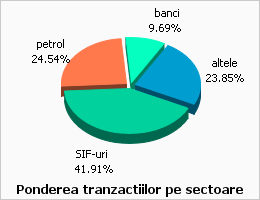 banci
9.69%
petrol
24.54%
altele
23.85%
SIF-uri
41.91%
Ponderea tranzactiilor pe sectoare